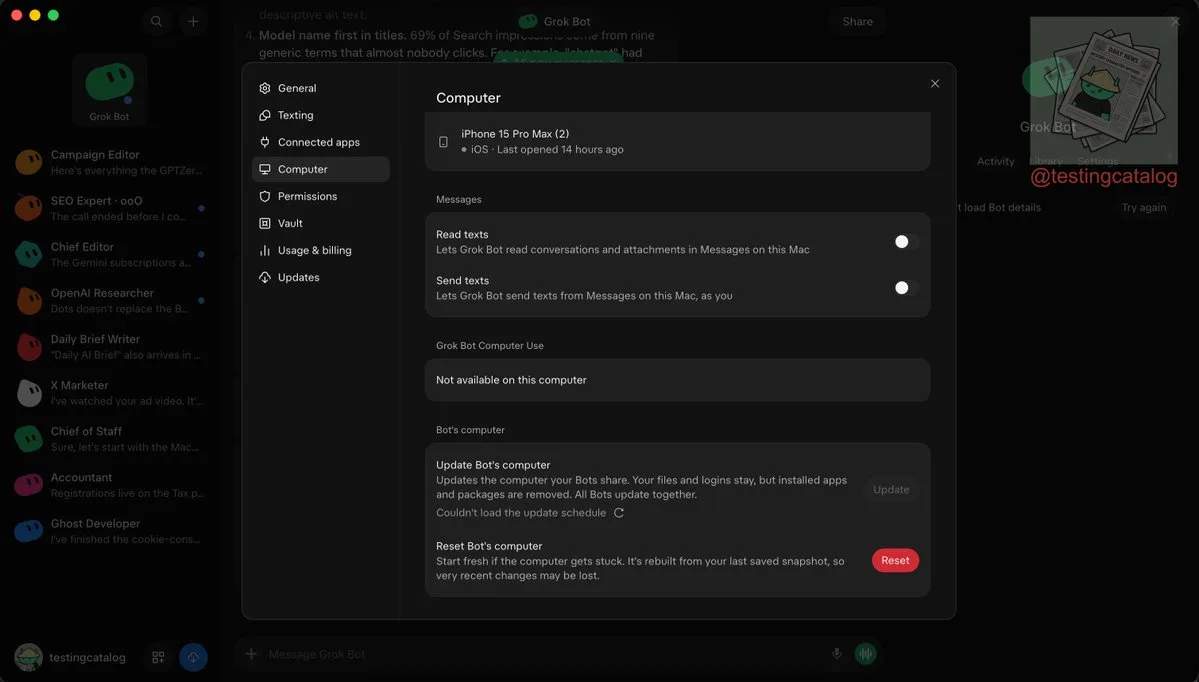 descriptive alt text.
4. Model name first in titles. 69% of Search impressions come from nine
generic terms that almost nobody clicks. For example, "chatgpt" had
Grok Bot
Share
Grok Bot
Campaign Editor
Here's everything the GPTZer...
SEO Expert · ooO
The call ended before I co...
Chief Editor
The Gemini subscriptions a...
OpenAI Researcher
Dots doesn't replace the B...
Daily Brief Writer
"Daily AI Brief" also arrives in ...
X Marketer
I've watched your ad video. It'...
Chief of Staff
Sure, let's start with the Mac...
Accountant
Registrations live on the Tax p...
Ghost Developer
I've finished the cookie-cons...
testingcatalog
General
Texting
Connected apps
Computer
Permissions
Vault
Usage & billing
Updates
Computer
iPhone 15 Pro Max (2)
iOS · Last opened 14 hours ago
Messages
Read texts
Lets Grok Bot read conversations and attachments in Messages on this Mac
Send texts
Lets Grok Bot send texts from Messages on this Mac, as you
Grok Bot Computer Use
Not available on this computer
Bot's computer
Update Bot's computer
Updates the computer your Bots share. Your files and logins stay, but installed apps
and packages are removed. All Bots update together.
Couldn't load the update schedule
Update
Reset Bot's computer
Start fresh if the computer gets stuck. It's rebuilt from your last saved snapshot, so
very recent changes may be lost.
Reset
Message Grok Bot
DAILY NEWS
Grok Bot
Activity
Library
Settings
@testingcatalog
t load Bot details
Try again